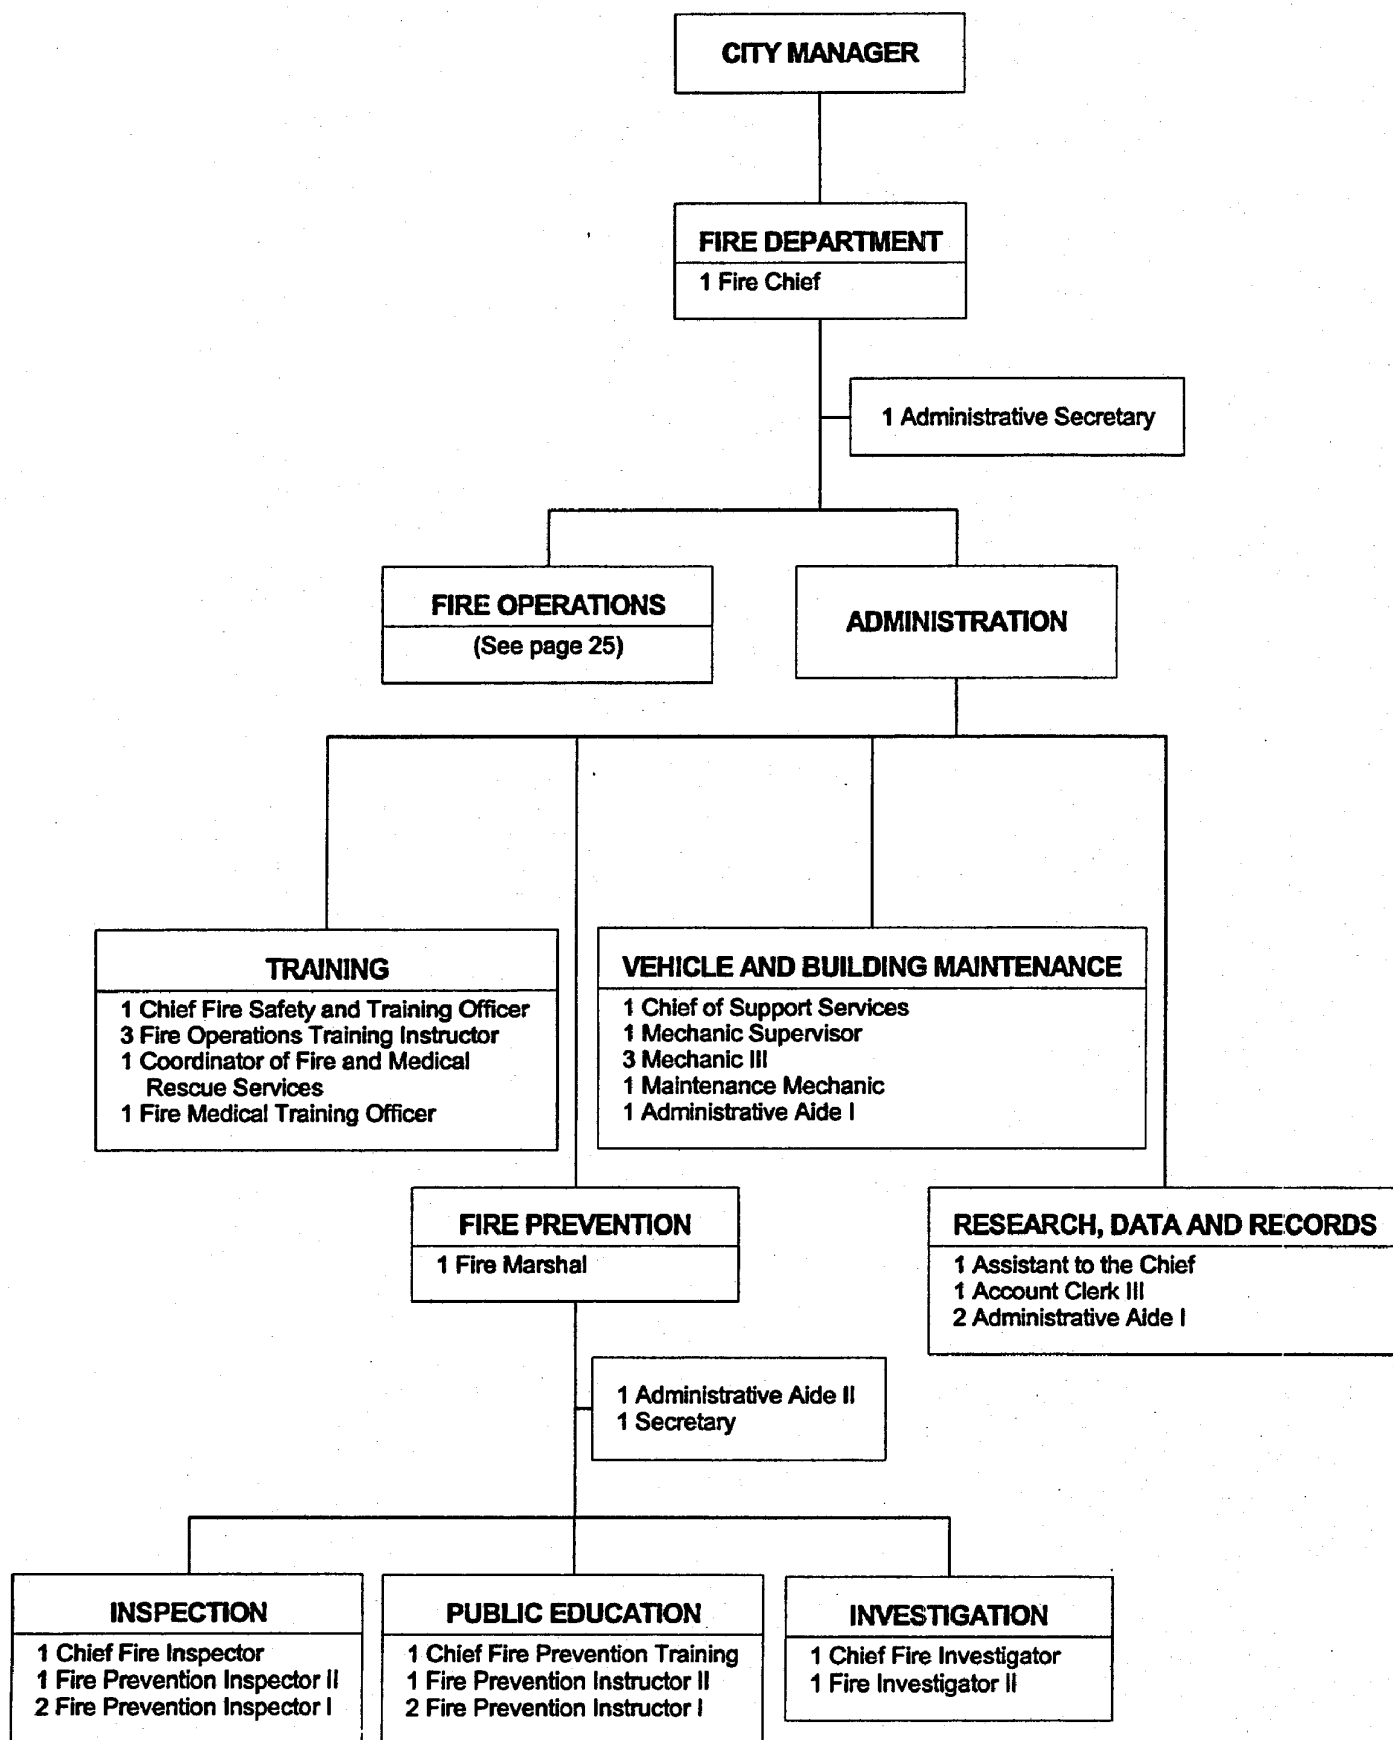 CITY MANAGER
FIRE DEPARTMENT
1 Fire Chief
1 Administrative Secretary
FIRE OPERATIONS
(See page 25)
ADMINISTRATION
TRAINING
1 Chief Fire Safety and Training Officer
3 Fire Operations Training Instructor
1 Coordinator of Fire and Medical
Rescue Services
1 Fire Medical Training Officer
VEHICLE AND BUILDING MAINTENANCE
1 Chief of Support Services
1 Mechanic Supervisor
3 Mechanic III
1 Maintenance Mechanic
1 Administrative Aide I
FIRE PREVENTION
1 Fire Marshal
RESEARCH, DATA AND RECORDS
1 Assistant to the Chief
1 Account Clerk III
2 Administrative Aide I
1 Administrative Aide II
1 Secretary
INSPECTION
1 Chief Fire Inspector
1 Fire Prevention Inspector II
2 Fire Prevention Inspector I
PUBLIC EDUCATION
1 Chief Fire Prevention Training
1 Fire Prevention Instructor II
2 Fire Prevention Instructor I
INVESTIGATION
1 Chief Fire Investigator
1 Fire Investigator II